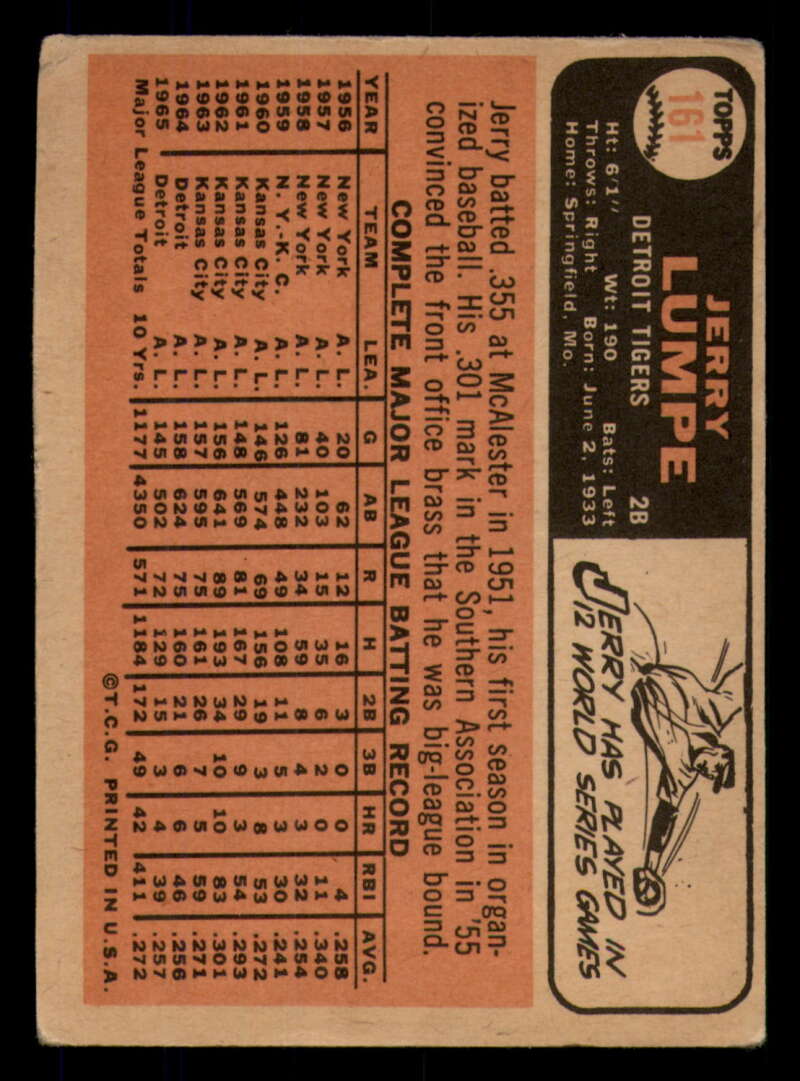 TOPPS
161
JERRY
LUMPE
DETROIT TIGERS 2B
Ht: 6'1" Wt: 190 Bats: Left
Throws: Right Born: June 2, 1933
Home: Springfield, Mo.
JERRY HAS PLAYED IN
12 WORLD SERIES GAMES
Jerry batted .355 at McAlester in 1951, his first season in organ-
ized baseball. His .301 mark in the Southern Association in '55
convinced the front office brass that he was big-league bound.
COMPLETE MAJOR LEAGUE BATTING RECORD
YEAR TEAM LEA. G AB R H 2B 3B HR RBI AVG.
1956 New York A. L. 20 62 12 16 3 0 0 4 .258
1957 New York A. L. 40 103 15 35 6 2 0 11 .340
1958 New York A. L. 81 232 34 59 8 4 3 32 .254
1959 N. Y.-K. C. A. L. 126 448 49 108 11 5 3 30 .241
1960 Kansas City A. L. 146 574 69 156 19 3 8 53 .272
1961 Kansas City A. L. 148 569 81 167 29 9 3 54 .293
1962 Kansas City A. L. 156 641 89 193 34 10 10 83 .301
1963 Kansas City A. L. 157 595 75 161 26 7 5 59 .271
1964 Detroit A. L. 158 624 75 160 21 6 6 46 .256
1965 Detroit A. L. 145 502 72 129 15 3 4 39 .257
Major League Totals 10 Yrs. 1177 4350 571 1184 172 49 42 411 .272
©T.C.G. PRINTED IN U.S.A.